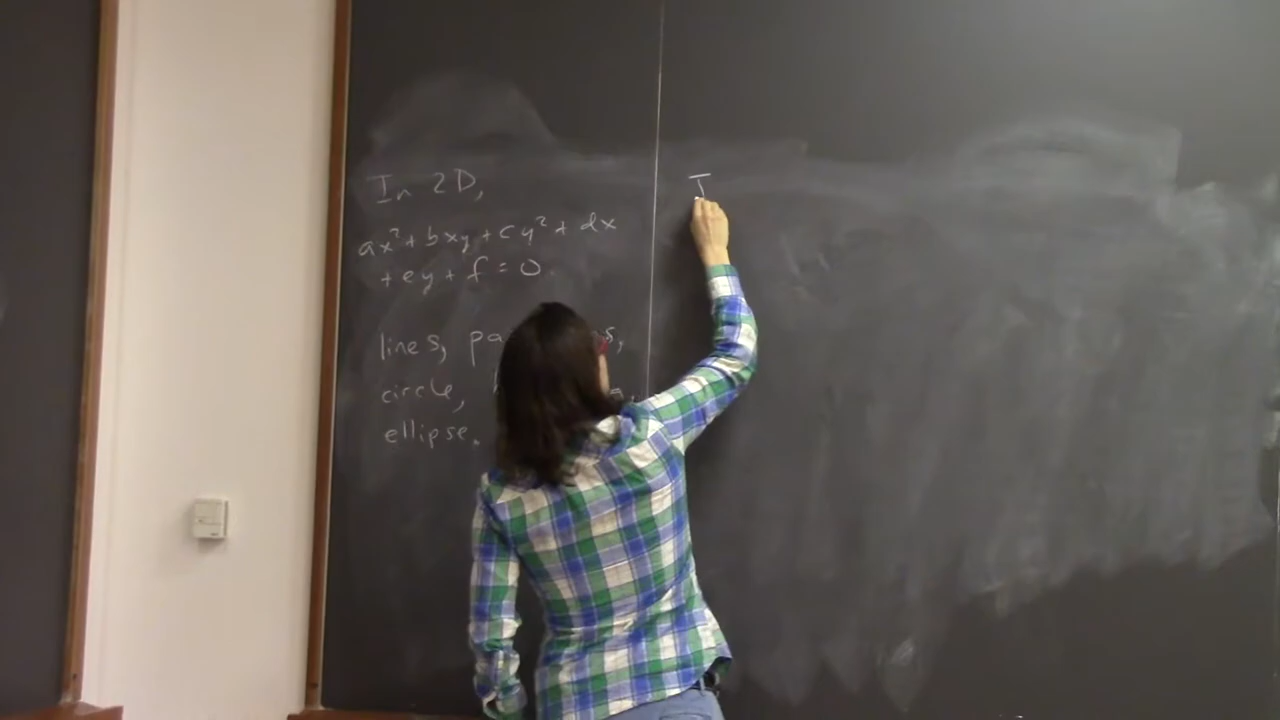 In 2D,
ax² + bxy + cy² + dx
+ ey + f = 0.
lines,
circle,
ellipse.
I